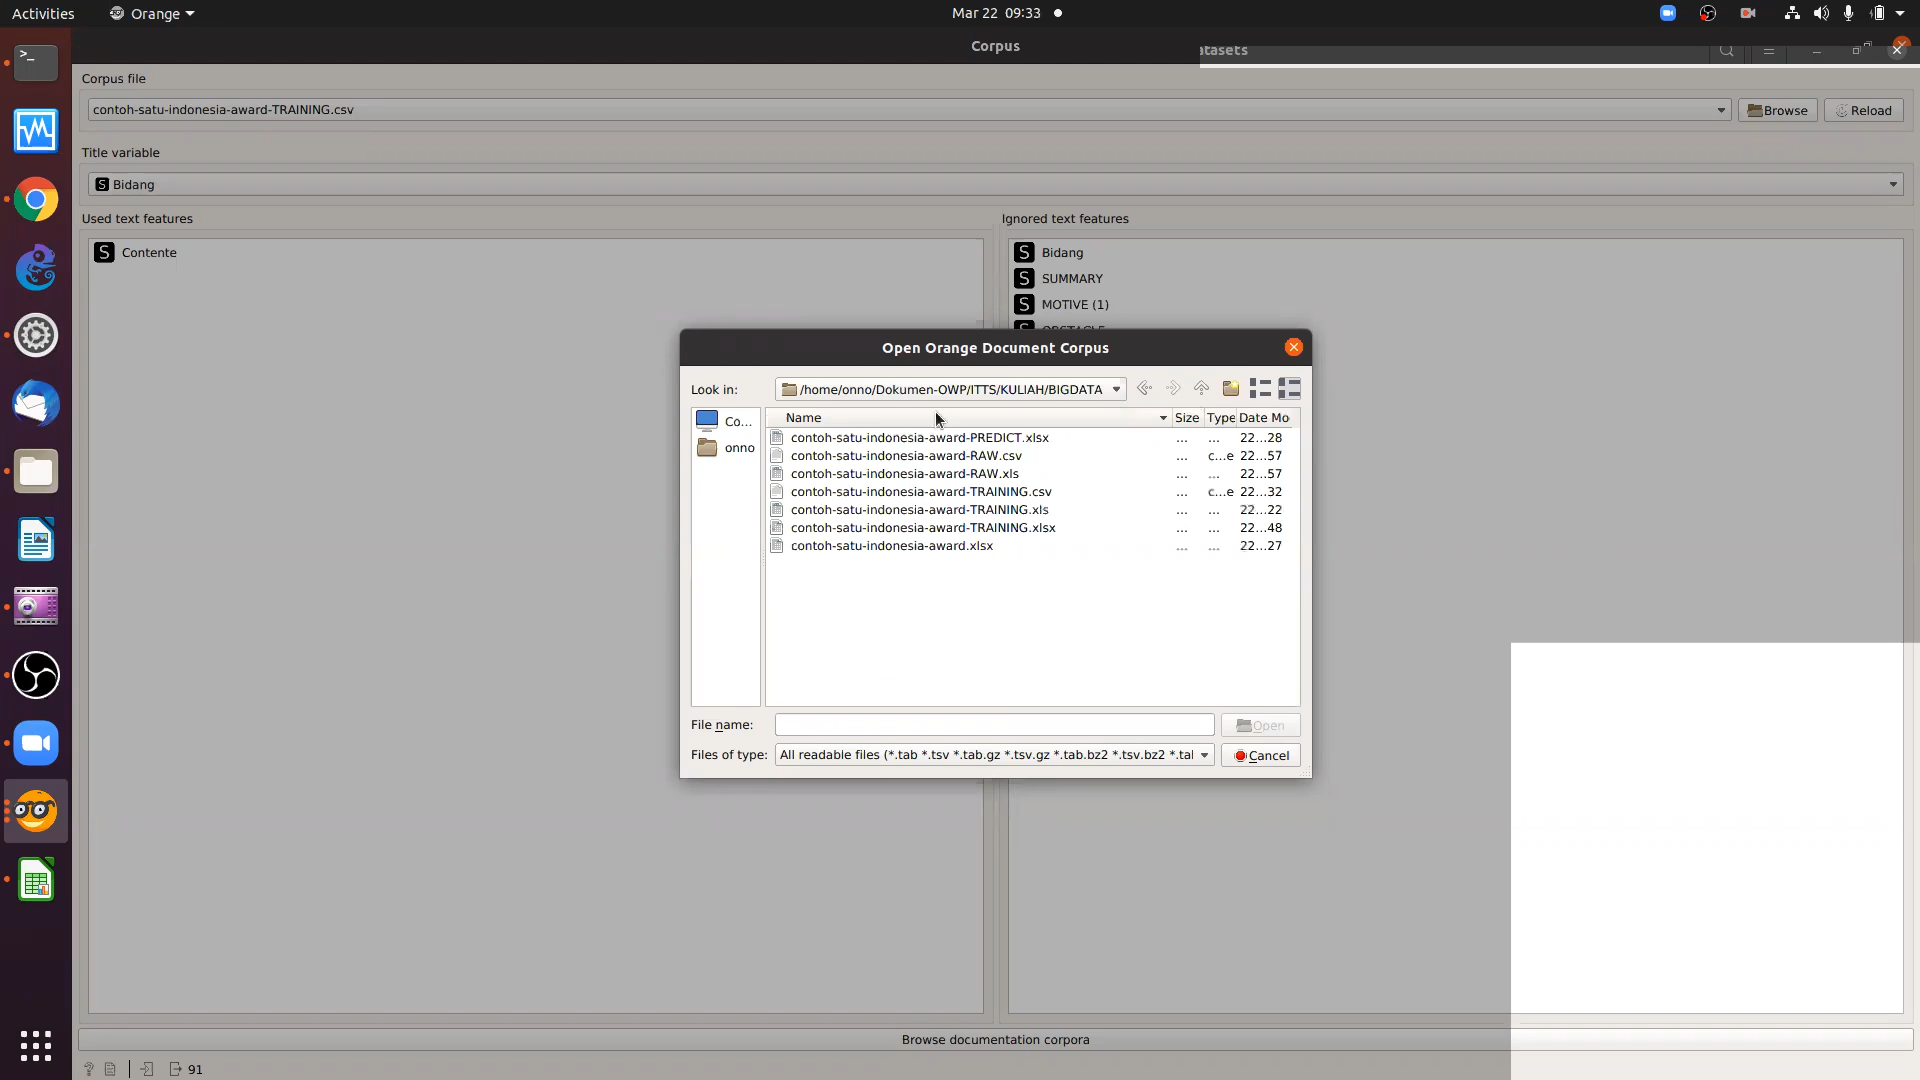 Activities
Orange
Mar 22 09:33
Corpus
atasets
Corpus file
contoh-satu-indonesia-award-TRAINING.csv
Browse
Reload
Title variable
S Bidang
Used text features
Ignored text features
S Contente
S Bidang
S SUMMARY
S MOTIVE (1)
Open Orange Document Corpus
Look in:
/home/onno/Dokumen-OWP/ITTS/KULIAH/BIGDATA
Co...
onno
Name
Size
Type
Date Mo
contoh-satu-indonesia-award-PREDICT.xlsx ... ... 22...28
contoh-satu-indonesia-award-RAW.csv ... c...e 22...57
contoh-satu-indonesia-award-RAW.xls ... ... 22...57
contoh-satu-indonesia-award-TRAINING.csv ... c...e 22...32
contoh-satu-indonesia-award-TRAINING.xls ... ... 22...22
contoh-satu-indonesia-award-TRAINING.xlsx ... ... 22...48
contoh-satu-indonesia-award.xlsx ... ... 22...27
File name:
Open
Files of type:
All readable files (*.tab *.tsv *.tab.gz *.tsv.gz *.tab.bz2 *.tsv.bz2 *.tal
Cancel
Browse documentation corpora
91